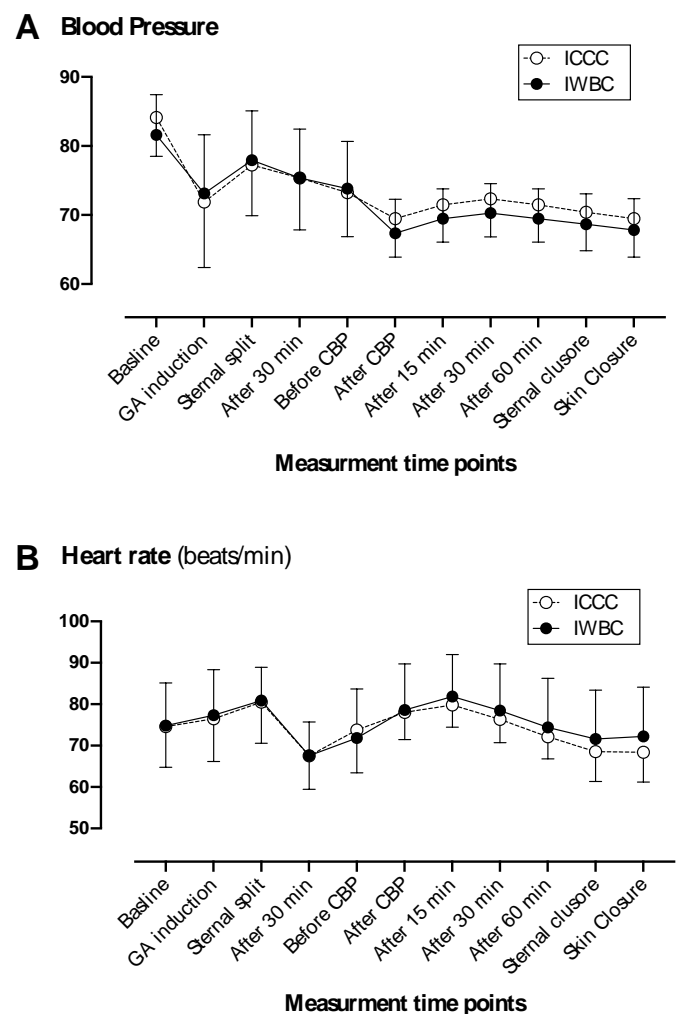 A Blood Pressure
ICCC
IWBC
90
80
70
60
Basline
GA induction
Sternal split
After 30 min
Before CBP
After CBP
After 15 min
After 30 min
After 60 min
Sternal clusore
Skin Closure
Measurment time points
B Heart rate (beats/min)
ICCC
IWBC
100
90
80
70
60
50
Basline
GA induction
Sternal split
After 30 min
Before CBP
After CBP
After 15 min
After 30 min
After 60 min
Sternal clusore
Skin Closure
Measurment time points